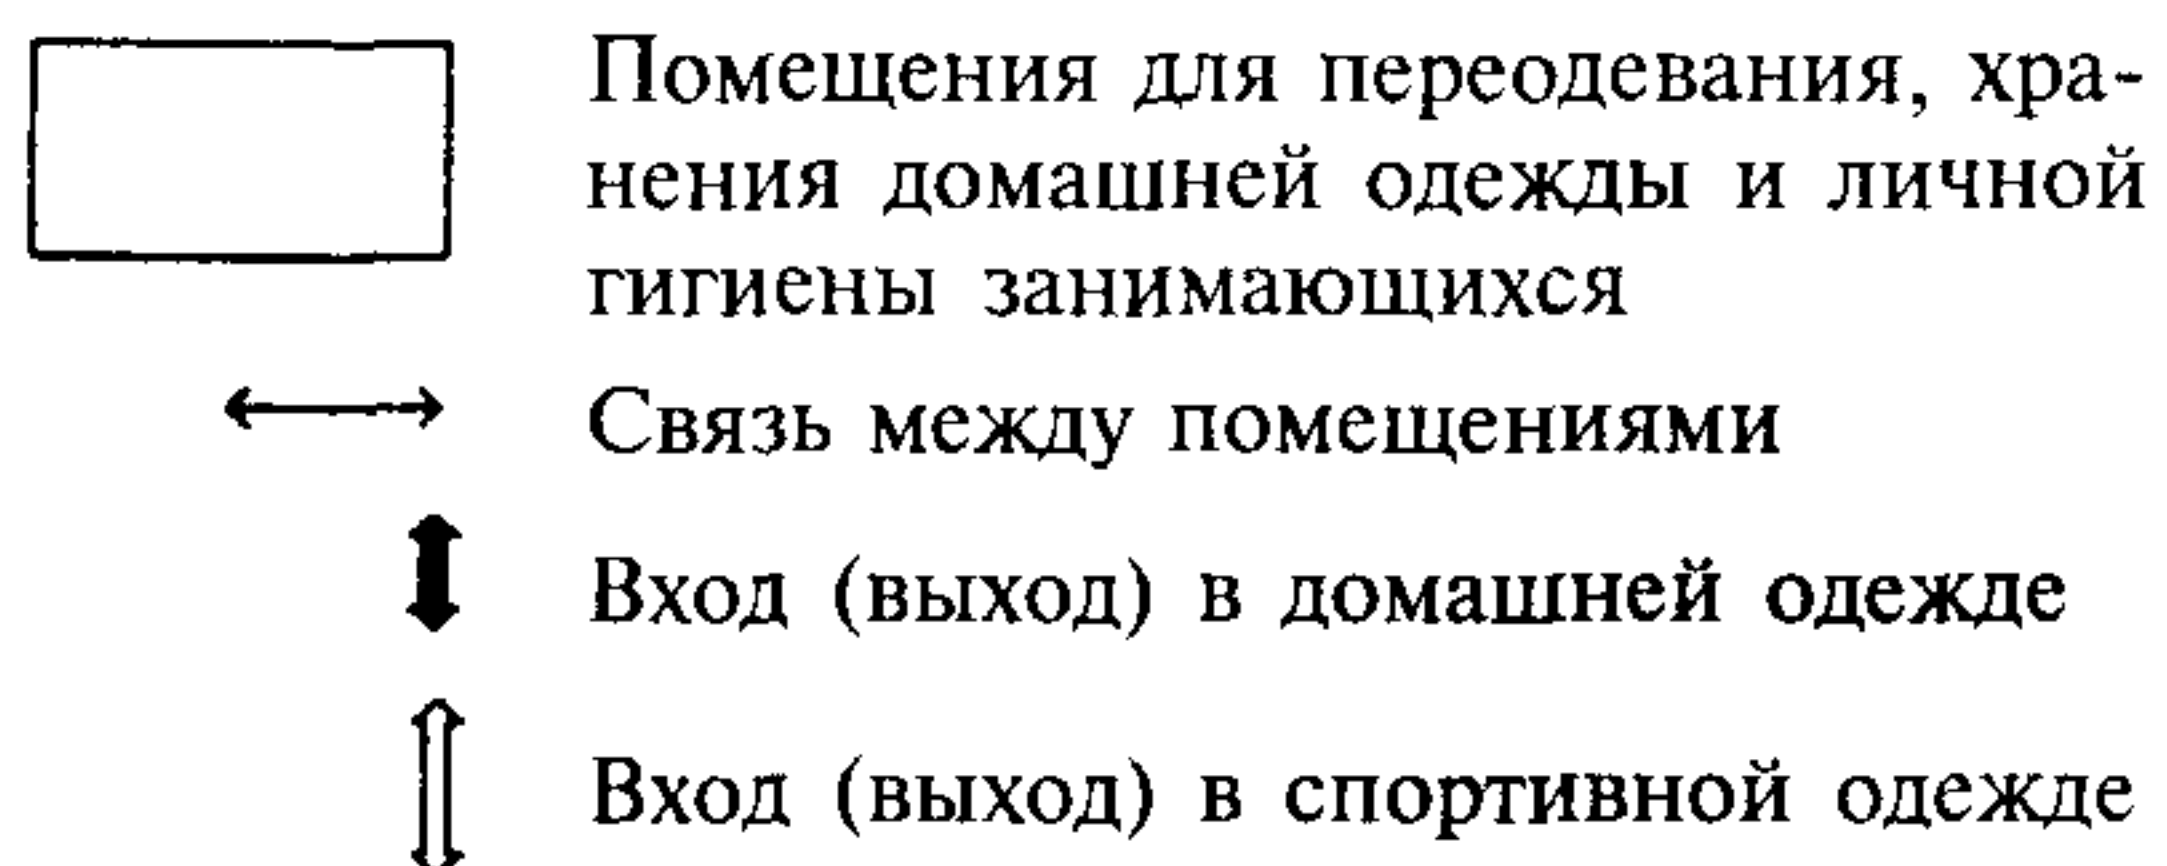 Помещения для переодевания, хра-
нения домашней одежды и личной
гигиены занимающихся
Связь между помещениями
Вход (выход) в домашней одежде
Вход (выход) в спортивной одежде